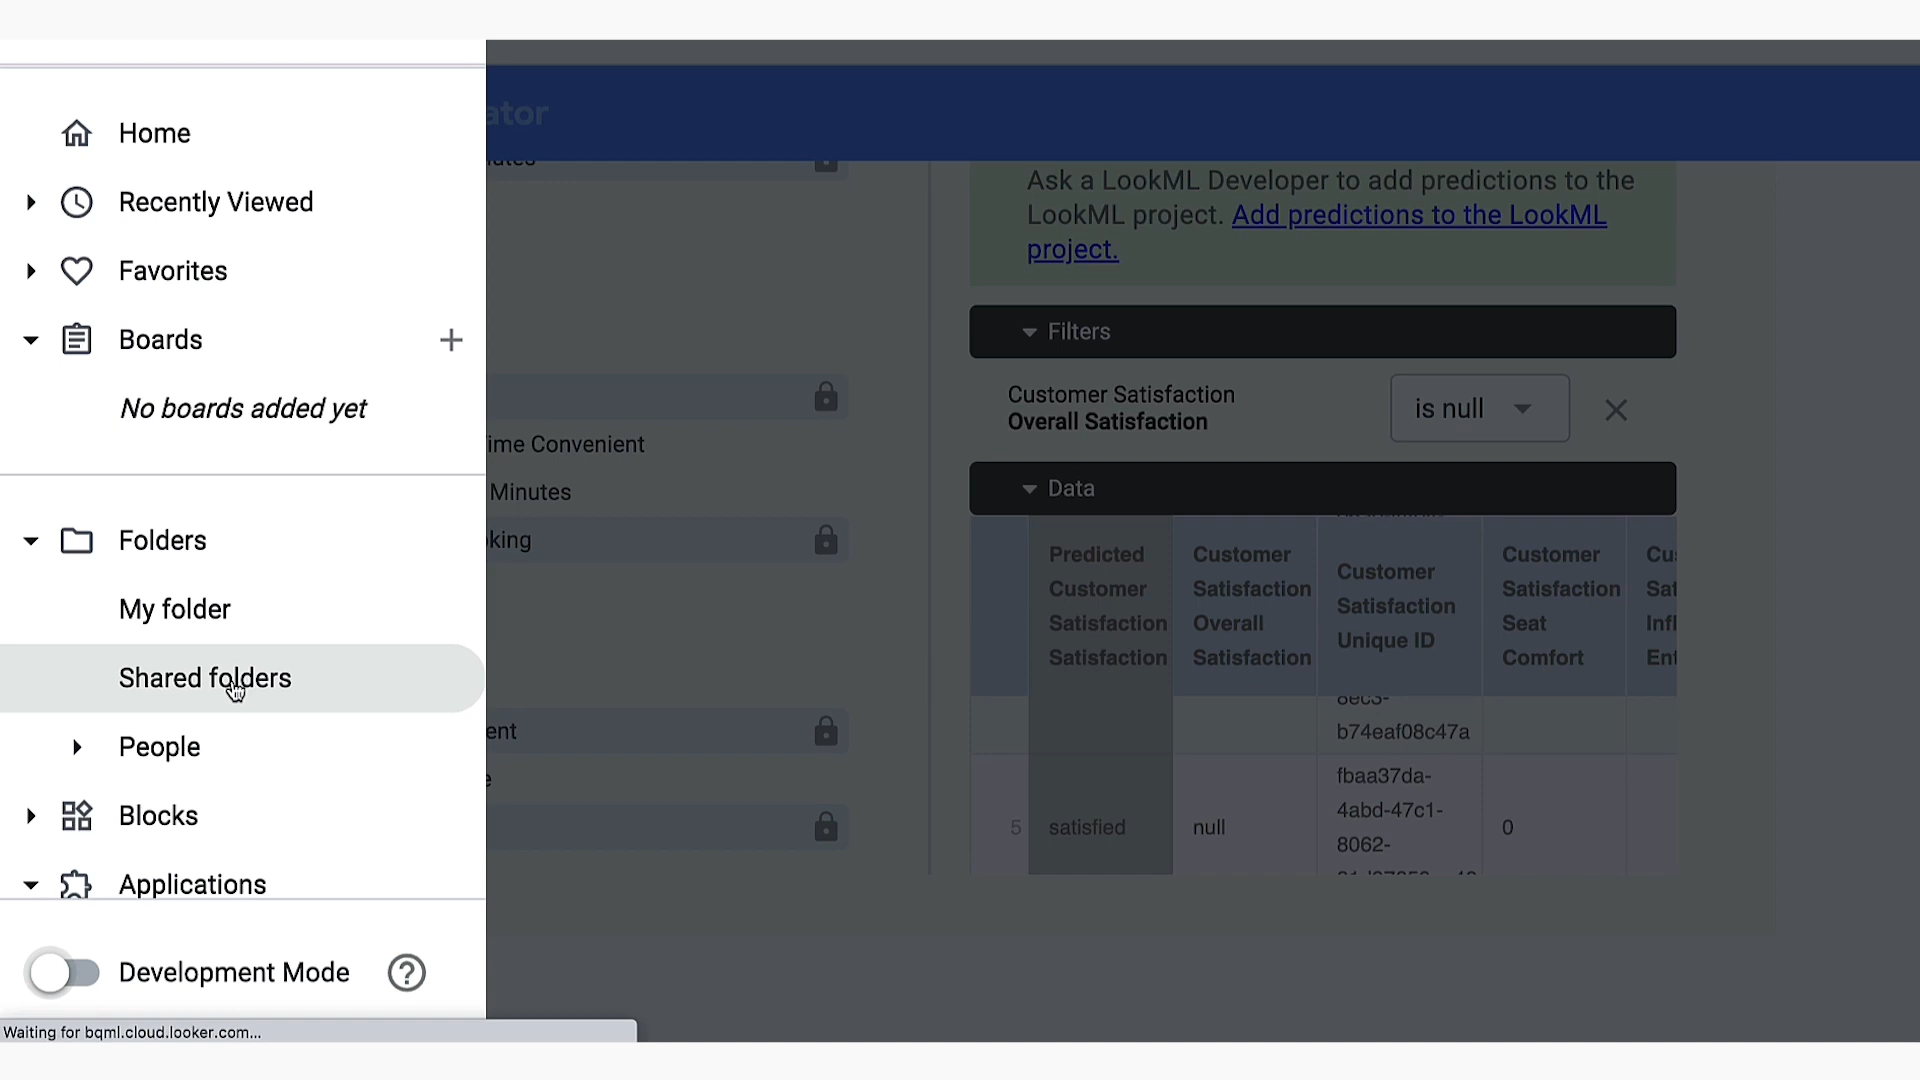 Home
Recently Viewed
Favorites
Boards
No boards added yet
Folders
My folder
Shared folders
People
Blocks
Applications
Development Mode
Waiting for bqml.cloud.looker.com...
ator
ime Convenient
Minutes
king
ent
e
Ask a LookML Developer to add predictions to the
LookML project. Add predictions to the LookML
project.
Filters
Customer Satisfaction
Overall Satisfaction
is null
Data
Predicted
Customer
Satisfaction
Satisfaction
Customer
Satisfaction
Overall
Satisfaction
Customer
Satisfaction
Unique ID
Customer
Satisfaction
Seat
Comfort
Cu
Sat
Infl
Ent
b74eaf08c47a
5
satisfied
null
fbaa37da-
4abd-47c1-
8062-
0